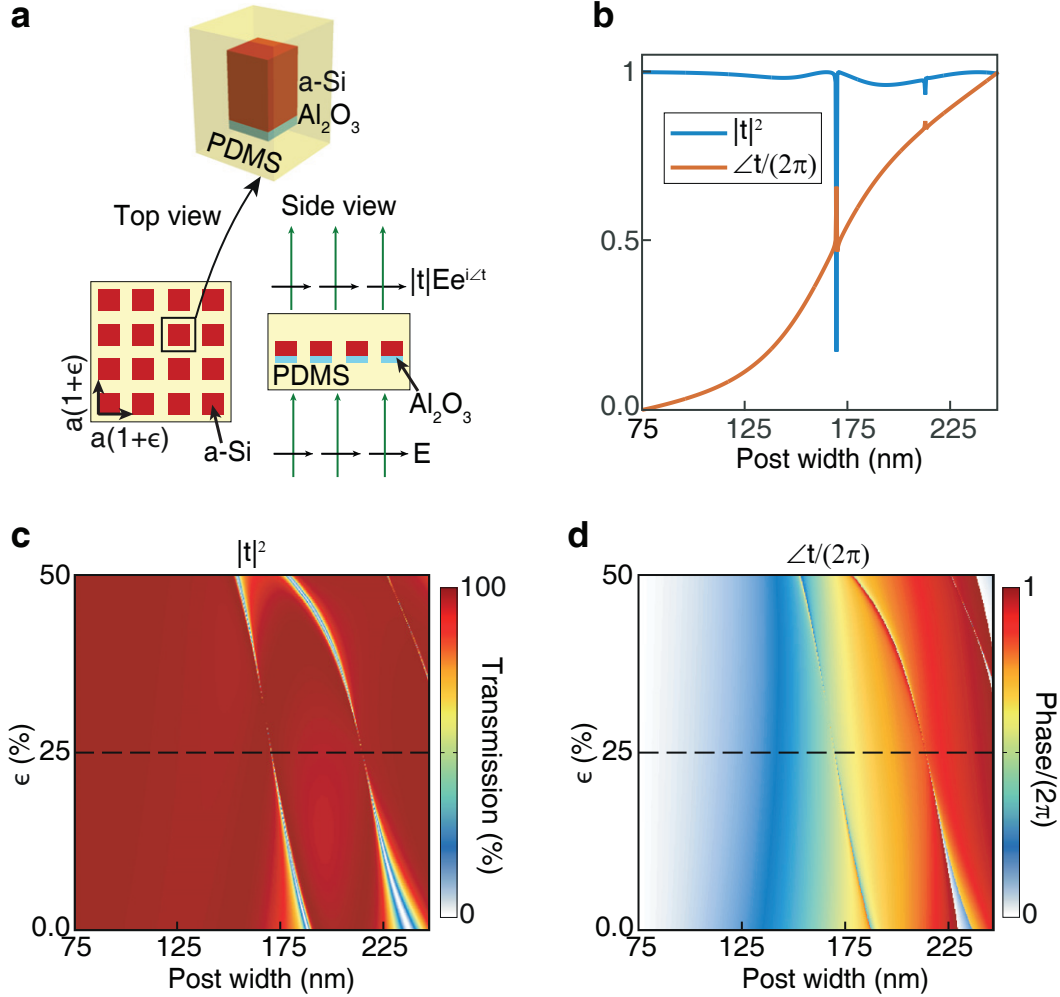 a
a-Si
Al₂O₃
PDMS
Top view
Side view
|t|Ee^{i∠t}
PDMS
Al₂O₃
a(1+ϵ)
a(1+ϵ)
a-Si
E
b
1
0.5
0.0
|t|²
∠t/(2π)
75 125 175 225
Post width (nm)
c
|t|²
50
25
0.0
ϵ (%)
75 125 175 225
Post width (nm)
100
0
Transmission (%)
d
∠t/(2π)
50
25
0.0
ϵ (%)
75 125 175 225
Post width (nm)
1
0
Phase/(2π)